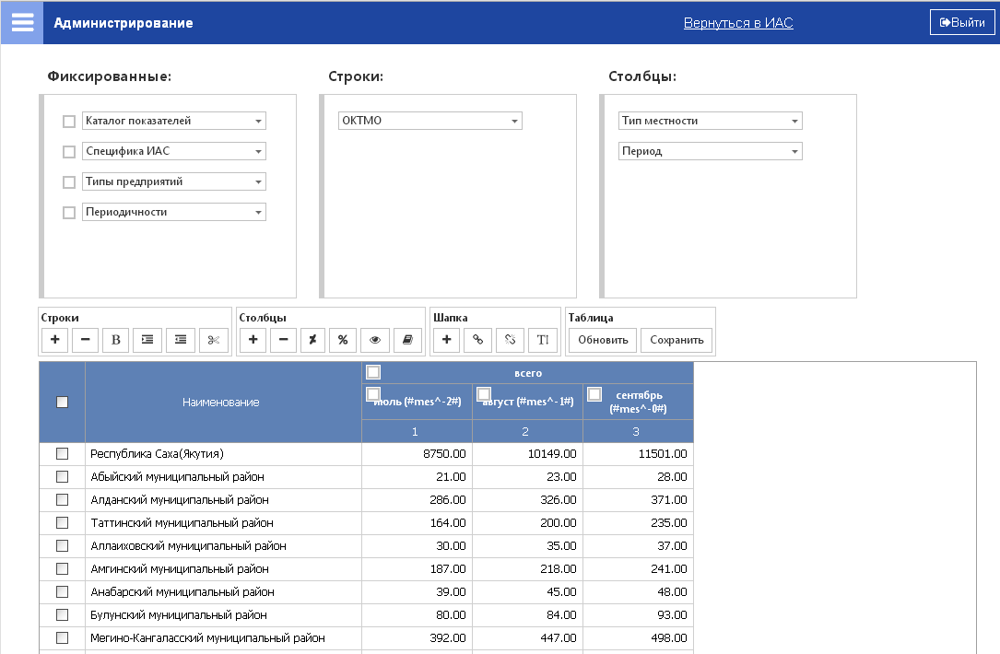 Администрирование
Вернуться в ИАС
Выйти
Фиксированные:
Строки:
Столбцы:
Каталог показателей
ОКТМО
Тип местности
Специфика ИАС
Период
Типы предприятий
Периодичности
Строки
Столбцы
Шапка
Таблица
B
%
TI
Обновить
Сохранить
всего
Наименование
июль (#mes^-2#)
август (#mes^-1#)
сентябрь
(#mes^-0#)
1 2 3
Республика Саха(Якутия) 8750.00 10149.00 11501.00
Абыйский муниципальный район 21.00 23.00 28.00
Алданский муниципальный район 286.00 326.00 371.00
Таттинский муниципальный район 164.00 200.00 235.00
Аллаиховский муниципальный район 30.00 35.00 37.00
Амгинский муниципальный район 187.00 218.00 241.00
Анабарский муниципальный район 39.00 45.00 48.00
Булунский муниципальный район 80.00 84.00 93.00
Мегино-Кангаласский муниципальный район 392.00 447.00 498.00